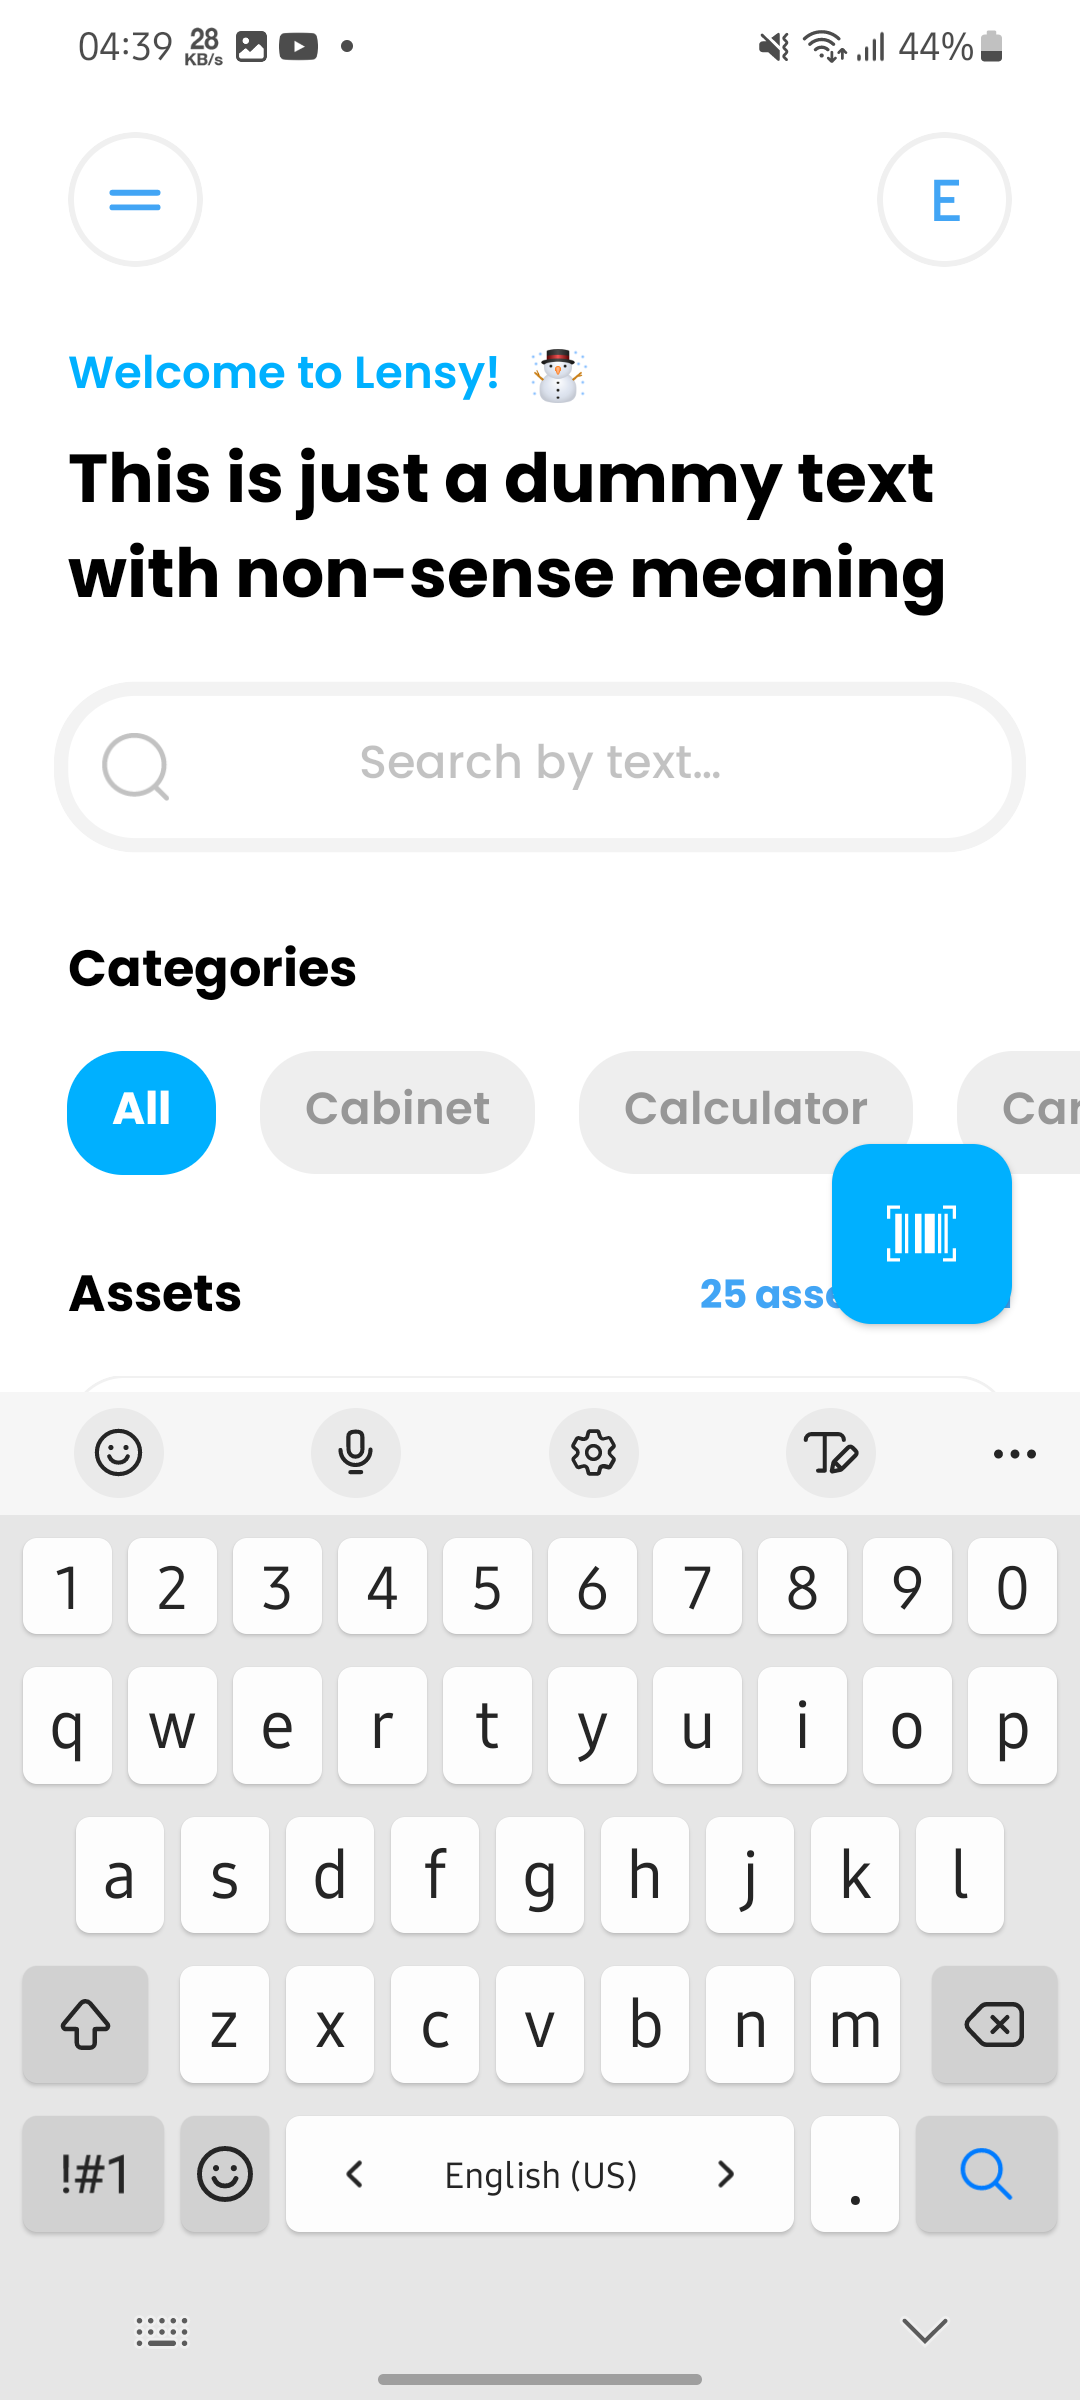 04:39 28 KB/s 44%
E
Welcome to Lensy! ☃️
This is just a dummy text
with non-sense meaning
Search by text...
Categories
All Cabinet Calculator
Assets 25
1 2 3 4 5 6 7 8 9 0
q w e r t y u i o p
a s d f g h j k l
z x c v b n m
!#1 English (US) .